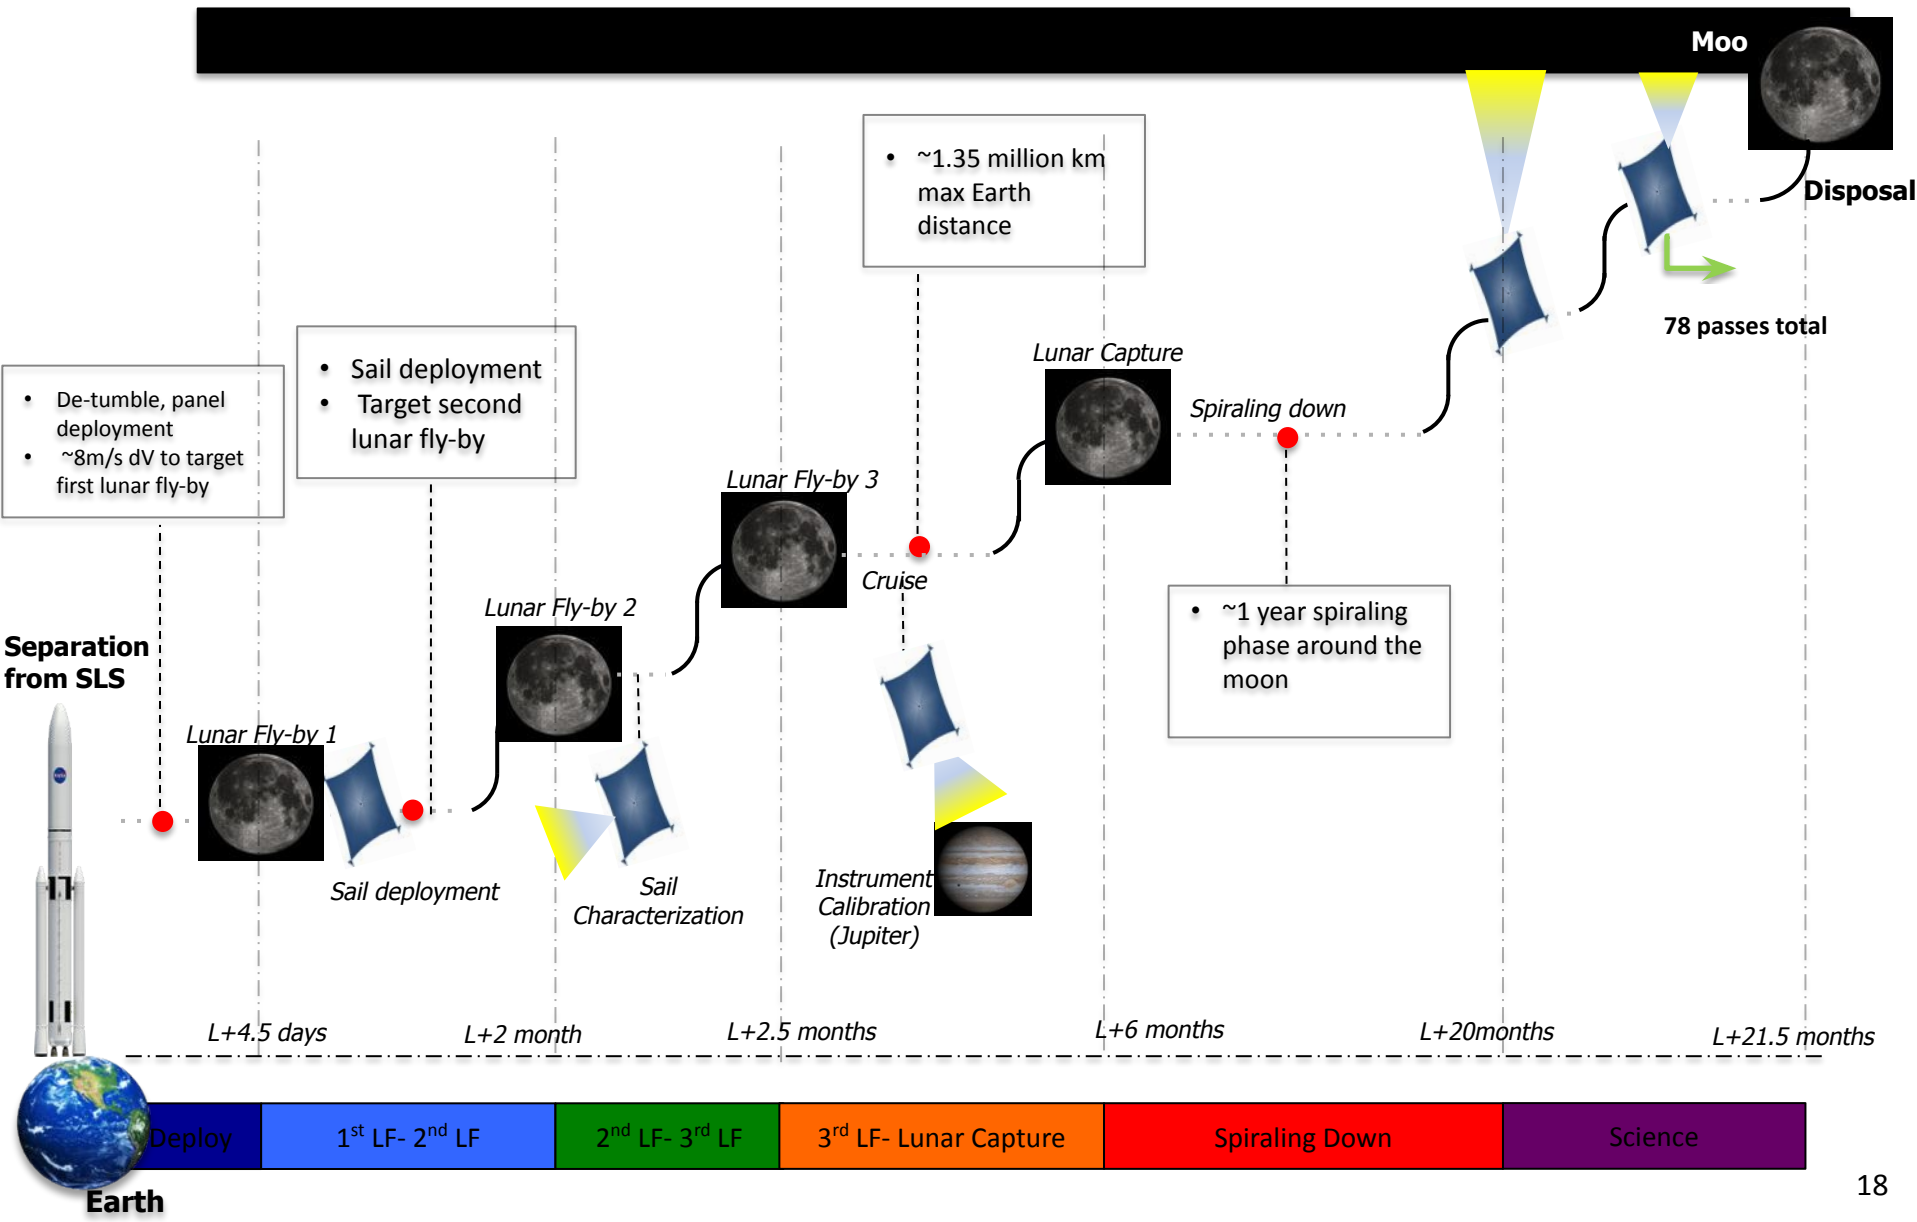 Moo
Disposal
• ~1.35 million km
max Earth
distance
78 passes total
• Sail deployment
• Target second
lunar fly-by
• De-tumble, panel
deployment
• ~8m/s dV to target
first lunar fly-by
Lunar Capture
Spiraling down
Lunar Fly-by 3
Cruise
• ~1 year spiraling
phase around the
moon
Lunar Fly-by 2
Separation
from SLS
Lunar Fly-by 1
Sail deployment
Sail
Characterization
Instrument
Calibration
(Jupiter)
L+4.5 days
L+2 month
L+2.5 months
L+6 months
L+20months
L+21.5 months
Deploy
1st LF- 2nd LF
2nd LF- 3rd LF
3rd LF- Lunar Capture
Spiraling Down
Science
Earth
18